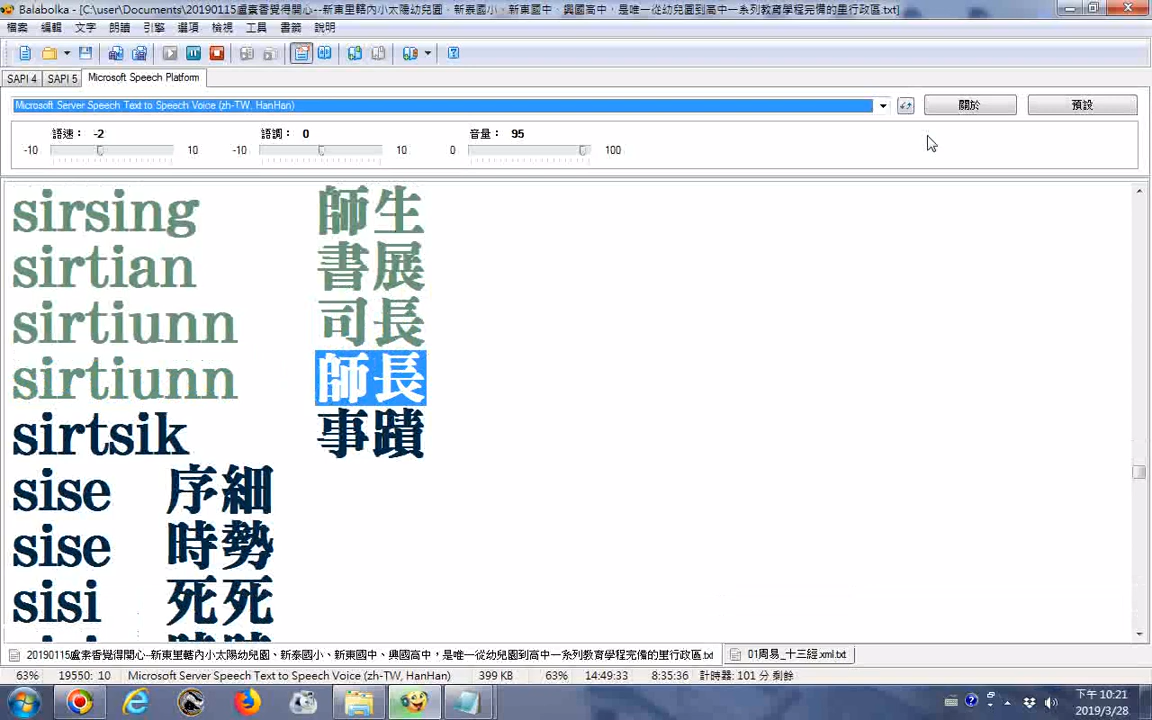 Balabolka - [C:\user\Documents\20190115盧素香覺得開心--新東里轄內小太陽幼兒園、新泰國小、新東國中、興國高中，是唯一從幼兒園到高中一系列教育學程完備的里行政區.txt]
檔案 編輯 文字 朗讀 引擎 選項 檢視 工具 書籤 說明
SAPI 4 SAPI 5 Microsoft Speech Platform
Microsoft Server Speech Text to Speech Voice (zh-TW, HanHan) 關於 預設
語速： -2 語調： 0 音量： 95
-10 10 -10 10 0 100
sirsing 師生
sirtian 書展
sirtiunn 司長
sirtiunn 師長
sirtsik 事蹟
sise 序細
sise 時勢
sisi 死死
20190115盧素香覺得開心--新東里轄內小太陽幼兒園、新泰國小、新東國中、興國高中，是唯一從幼兒園到高中一系列教育學程完備的里行政區.txt 01周易_十三經.xml.txt
63% 19550: 10 Microsoft Server Speech Text to Speech Voice (zh-TW, HanHan) 399 KB 63% 14:49:33 8:35:36 計時器: 101 分 剩餘
下午 10:21
2019/3/28